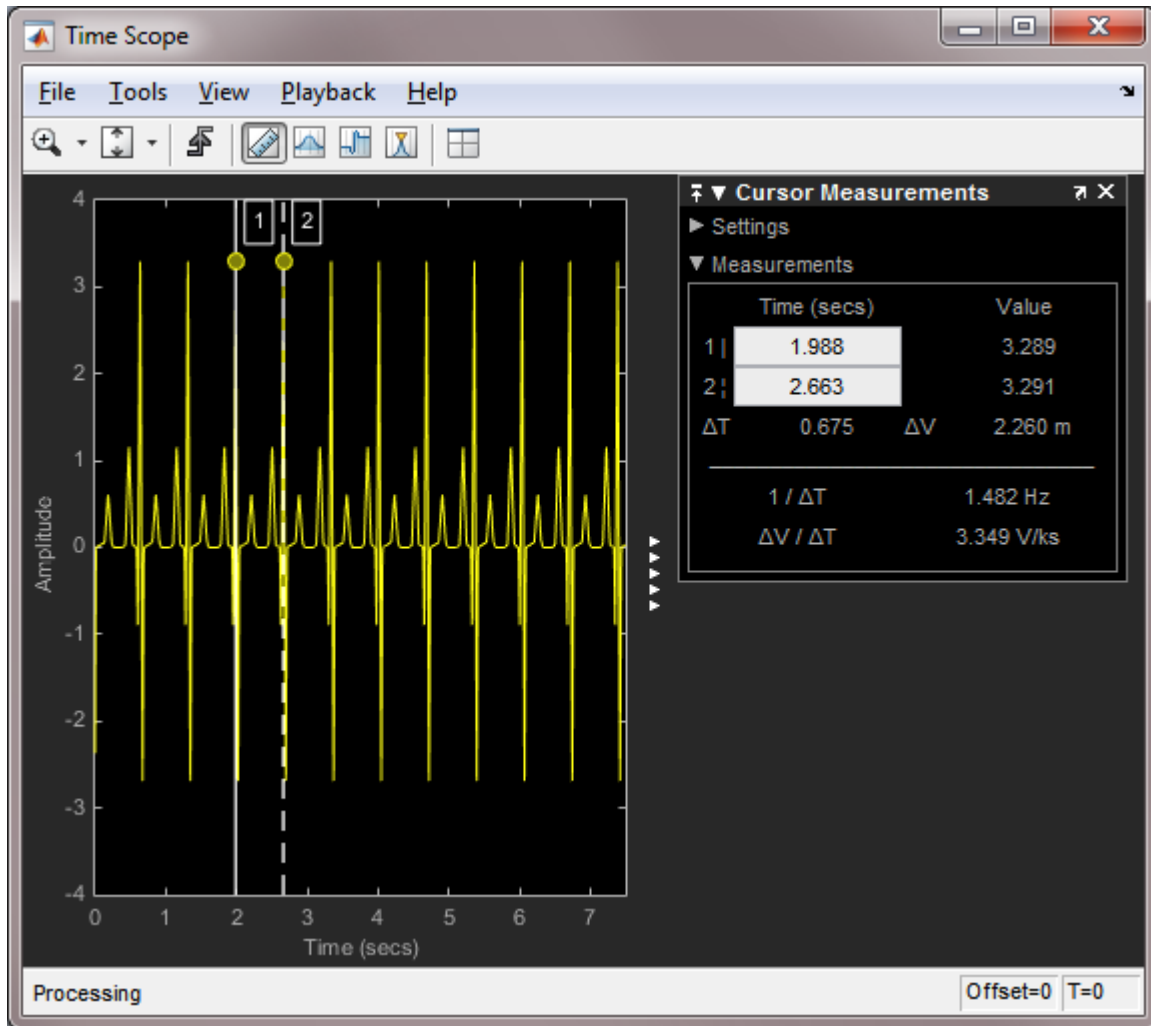 Time Scope
File Tools View Playback Help
Cursor Measurements
Settings
Measurements
Time (secs) Value
1 | 1.988 3.289
2 ¦ 2.663 3.291
ΔT 0.675 ΔV 2.260 m
1 / ΔT 1.482 Hz
ΔV / ΔT 3.349 V/ks
1 2
4
3
2
1
0
-1
-2
-3
-4
Amplitude
0 1 2 3 4 5 6 7
Time (secs)
Processing Offset=0 T=0